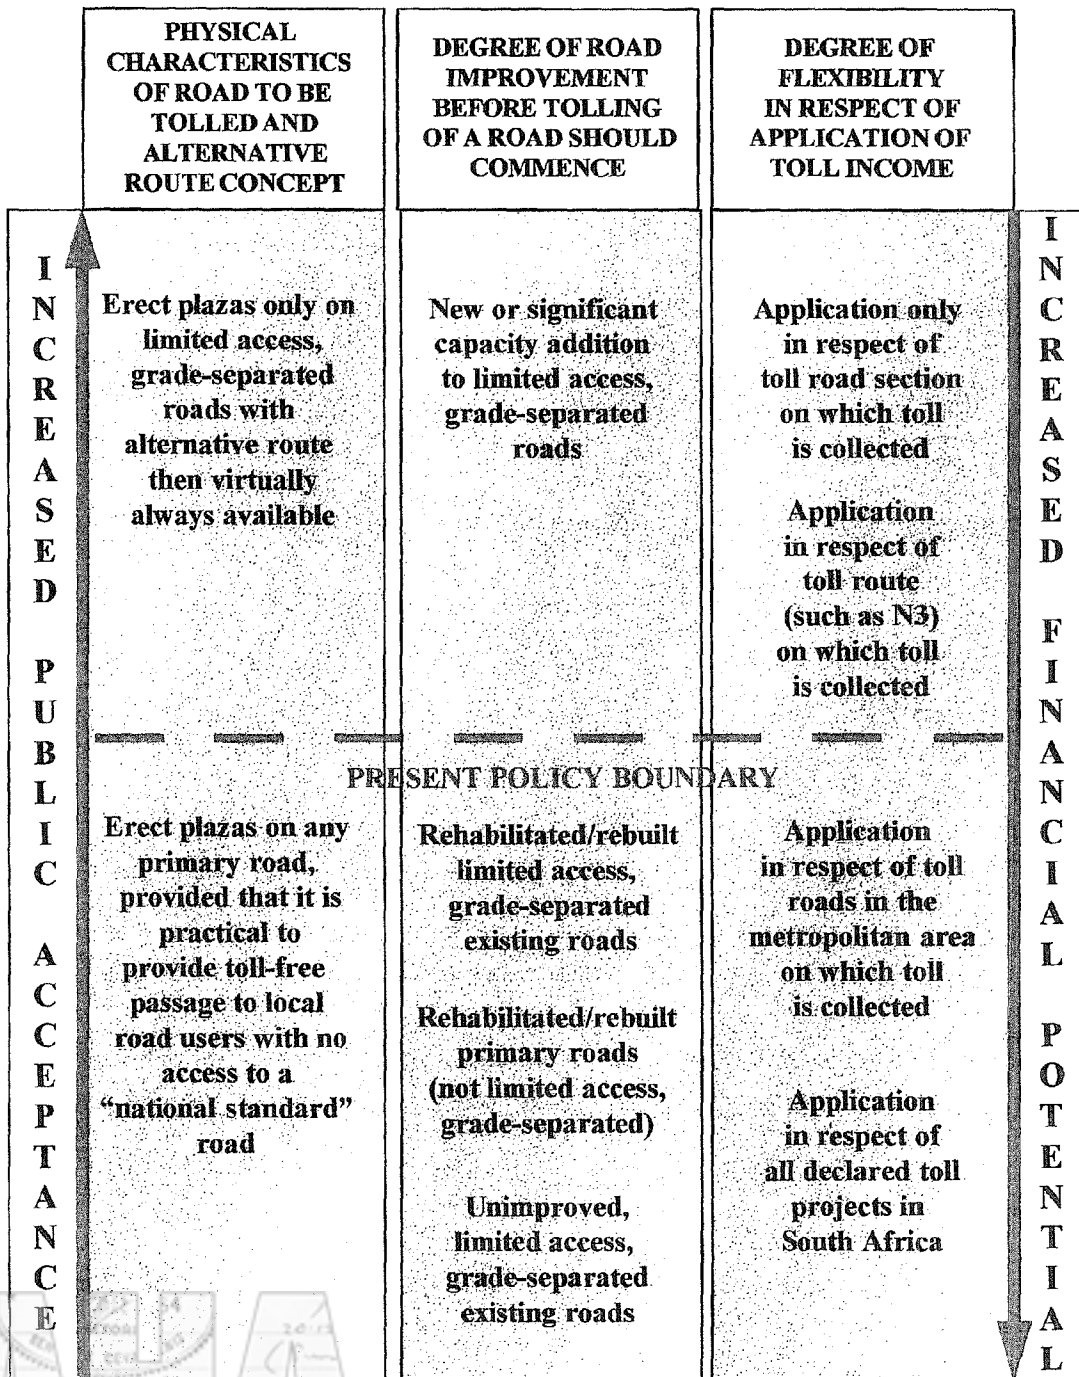 PHYSICAL
CHARACTERISTICS
OF ROAD TO BE
TOLLED AND
ALTERNATIVE
ROUTE CONCEPT
DEGREE OF ROAD
IMPROVEMENT
BEFORE TOLLING
OF A ROAD SHOULD
COMMENCE
DEGREE OF
FLEXIBILITY
IN RESPECT OF
APPLICATION OF
TOLL INCOME
INCREASED PUBLIC ACCEPTANCE
Erect plazas only on
limited access,
grade-separated
roads with
alternative route
then virtually
always available
New or significant
capacity addition
to limited access,
grade-separated
roads
Application only
in respect of
toll road section
on which toll
is collected
Application
in respect of
toll route
(such as N3)
on which toll
is collected
PRESENT POLICY BOUNDARY
Erect plazas on any
primary road,
provided that it is
practical to
provide toll-free
passage to local
road users with no
access to a
“national standard”
road
Rehabilitated/rebuilt
limited access,
grade-separated
existing roads
Rehabilitated/rebuilt
primary roads
(not limited access,
grade-separated)
Unimproved,
limited access,
grade-separated
existing roads
Application
in respect of toll
roads in the
metropolitan area
on which toll
is collected
Application
in respect of
all declared toll
projects in
South Africa
INCREASED FINANCIAL POTENTIAL